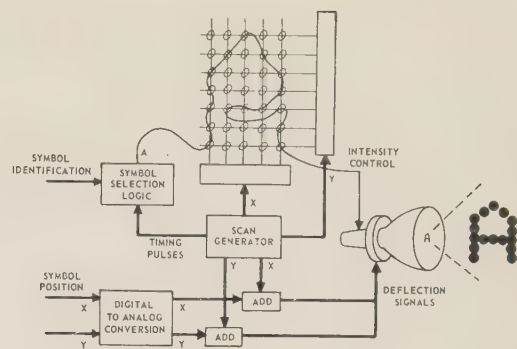 A
SYMBOL
IDENTIFICATION
SYMBOL
SELECTION
LOGIC
TIMING
PULSES
X
SCAN
GENERATOR
Y
X
Y
INTENSITY
CONTROL
A
SYMBOL
POSITION
X
Y
DIGITAL
TO ANALOG
CONVERSION
X
Y
ADD
ADD
DEFLECTION
SIGNALS